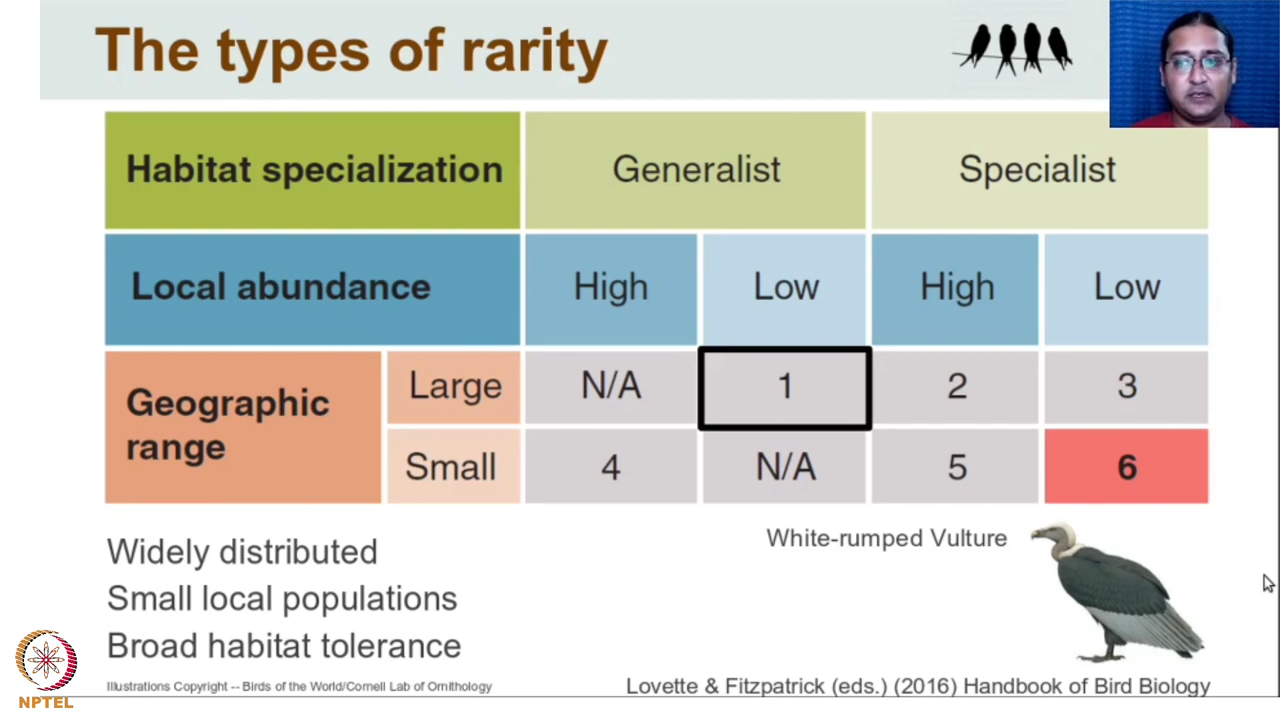 The types of rarity
Habitat specialization Generalist Specialist
Local abundance High Low High Low
Geographic range Large N/A 1 2 3
Small 4 N/A 5 6
Widely distributed
Small local populations
Broad habitat tolerance
White-rumped Vulture
Illustrations Copyright -- Birds of the World/Cornell Lab of Ornithology
Lovette & Fitzpatrick (eds.) (2016) Handbook of Bird Biology
NPTEL